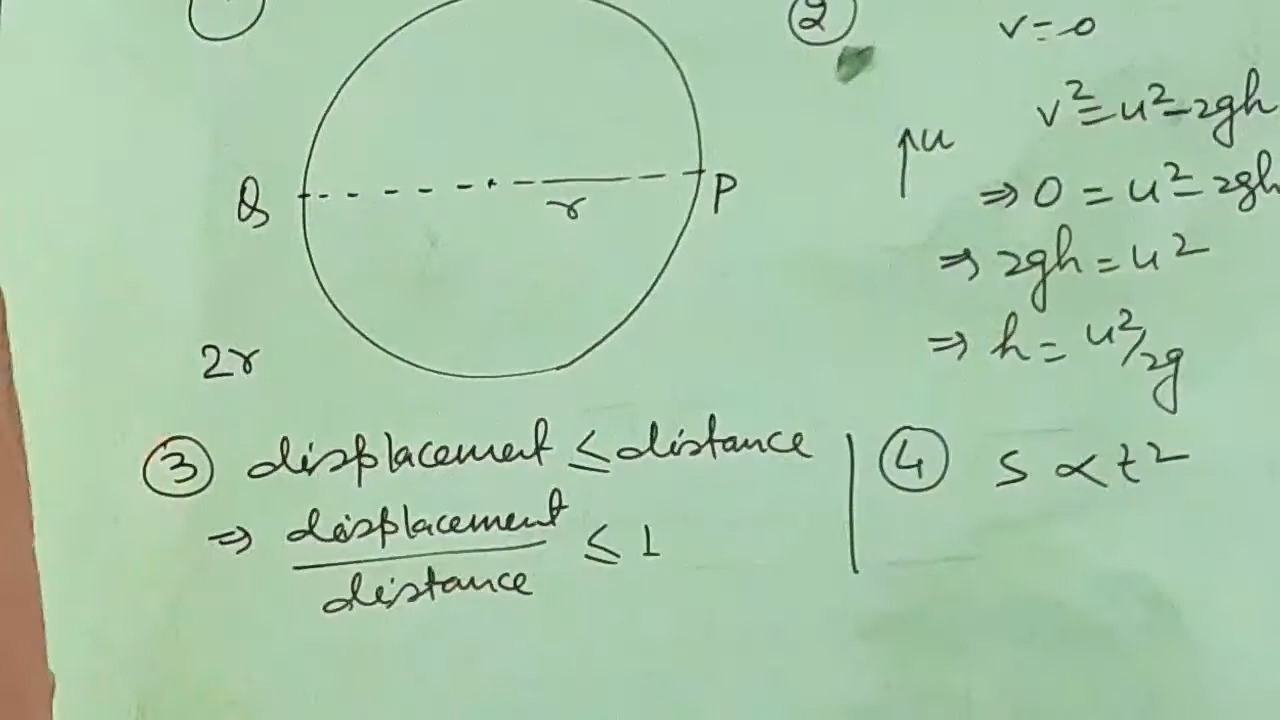 ②
v=0
v²=u²-2gh
u
⇒ 0 = u²-2gh
⇒ 2gh = u²
⇒ h = u²/2g
Q
r
P
2r
③ displacement ≤ distance
⇒ displacement/distance ≤ 1
④ S ∝ t²